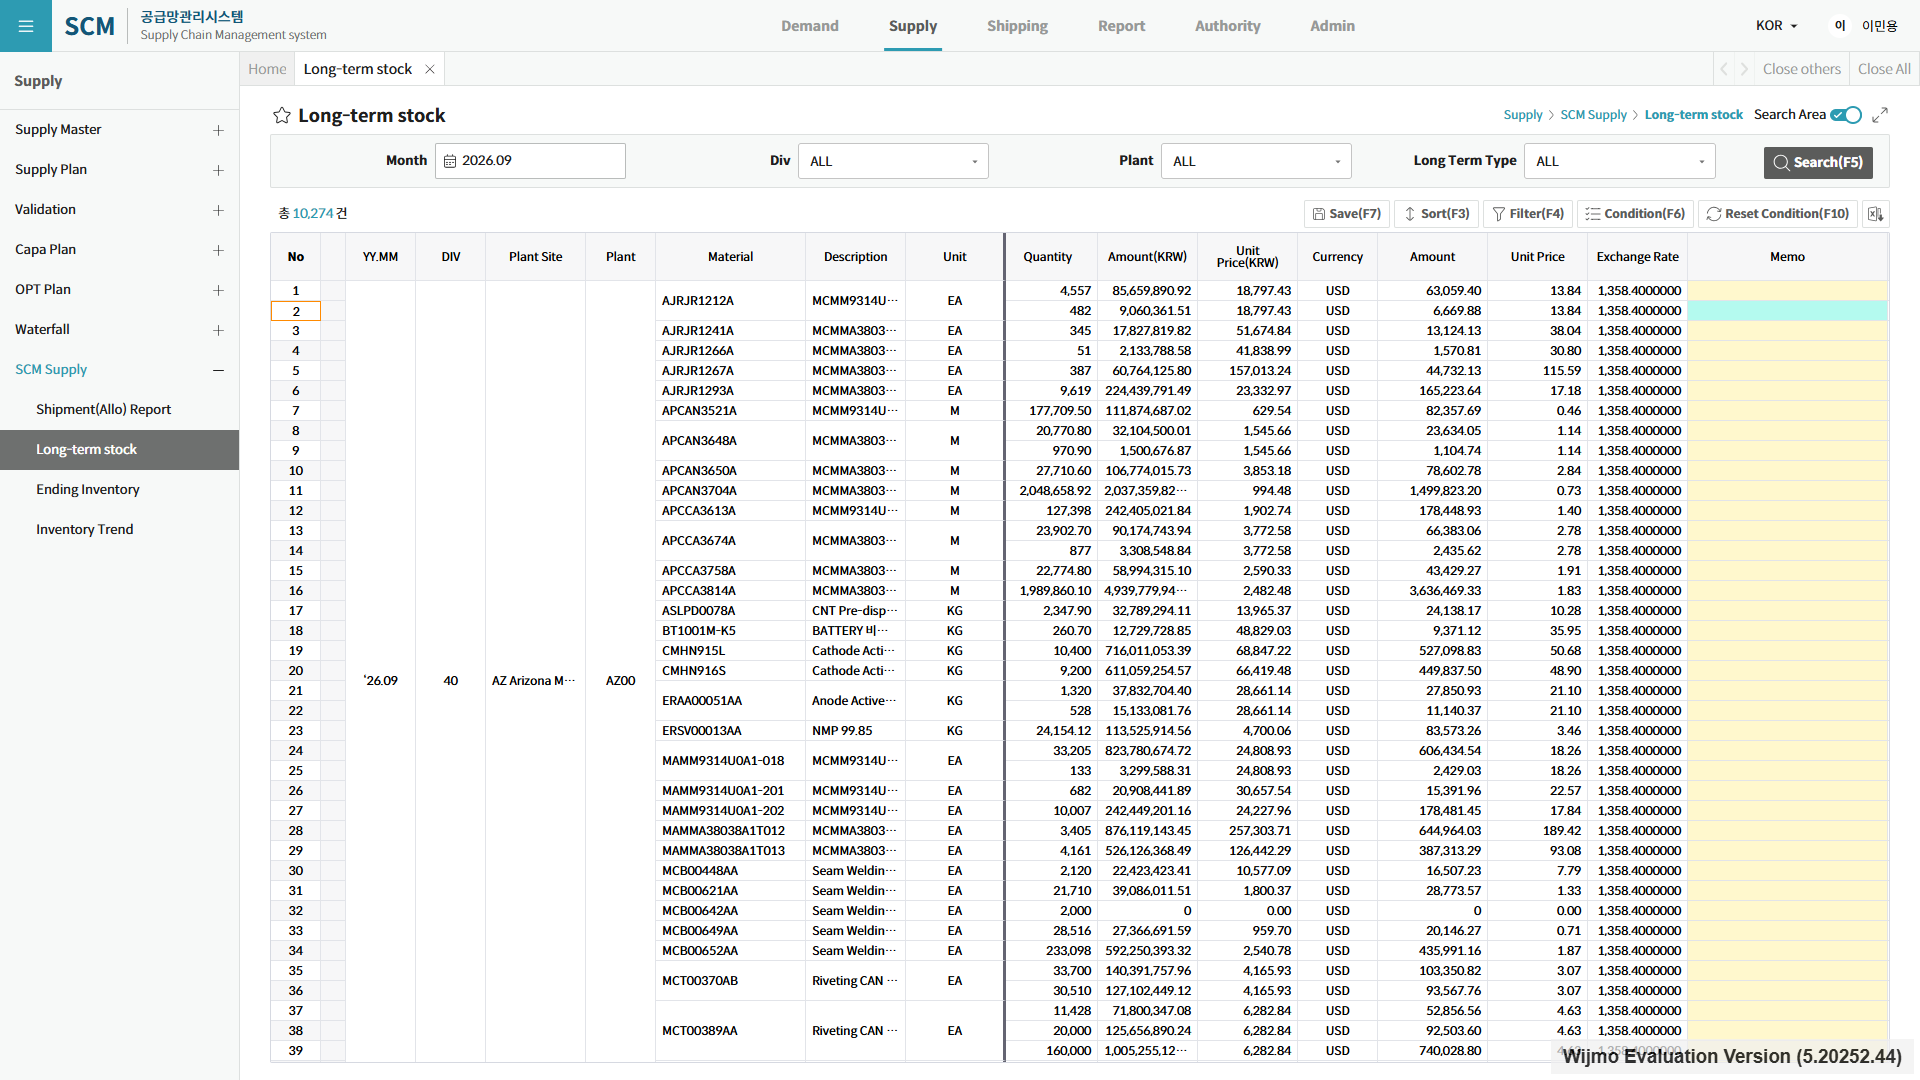 SCM
공급망관리시스템
Supply Chain Management system
Demand Supply Shipping Report Authority Admin
KOR 이 이민용
Supply
Home Long-term stock
Close others Close All
Supply Master
Supply Plan
Validation
Capa Plan
OPT Plan
Waterfall
SCM Supply
Shipment(Allo) Report
Long-term stock
Ending Inventory
Inventory Trend
Long-term stock
Supply > SCM Supply > Long-term stock Search Area
Month 2026.09 Div ALL Plant ALL Long Term Type ALL Search(F5)
총 10,274 건
Save(F7) Sort(F3) Filter(F4) Condition(F6) Reset Condition(F10)
No YY.MM DIV Plant Site Plant Material Description Unit Quantity Amount(KRW) Unit Price(KRW) Currency Amount Unit Price Exchange Rate Memo
'26.09 40 AZ Arizona M··· AZ00
1 AJRJR1212A MCMM9314U··· EA 4,557 85,659,890.92 18,797.43 USD 63,059.40 13.84 1,358.4000000
2 482 9,060,361.51 18,797.43 USD 6,669.88 13.84 1,358.4000000
3 AJRJR1241A MCMMA3803··· EA 345 17,827,819.82 51,674.84 USD 13,124.13 38.04 1,358.4000000
4 AJRJR1266A MCMMA3803··· EA 51 2,133,788.58 41,838.99 USD 1,570.81 30.80 1,358.4000000
5 AJRJR1267A MCMMA3803··· EA 387 60,764,125.80 157,013.24 USD 44,732.13 115.59 1,358.4000000
6 AJRJR1293A MCMMA3803··· EA 9,619 224,439,791.49 23,332.97 USD 165,223.64 17.18 1,358.4000000
7 APCAN3521A MCMM9314U··· M 177,709.50 111,874,687.02 629.54 USD 82,357.69 0.46 1,358.4000000
8 APCAN3648A MCMMA3803··· M 20,770.80 32,104,500.01 1,545.66 USD 23,634.05 1.14 1,358.4000000
9 970.90 1,500,676.87 1,545.66 USD 1,104.74 1.14 1,358.4000000
10 APCAN3650A MCMMA3803··· M 27,710.60 106,774,015.73 3,853.18 USD 78,602.78 2.84 1,358.4000000
11 APCAN3704A MCMMA3803··· M 2,048,658.92 2,037,359,82··· 994.48 USD 1,499,823.20 0.73 1,358.4000000
12 APCCA3613A MCMM9314U··· M 127,398 242,405,021.84 1,902.74 USD 178,448.93 1.40 1,358.4000000
13 APCCA3674A MCMMA3803··· M 23,902.70 90,174,743.94 3,772.58 USD 66,383.06 2.78 1,358.4000000
14 877 3,308,548.84 3,772.58 USD 2,435.62 2.78 1,358.4000000
15 APCCA3758A MCMMA3803··· M 22,774.80 58,994,315.10 2,590.33 USD 43,429.27 1.91 1,358.4000000
16 APCCA3814A MCMMA3803··· M 1,989,860.10 4,939,779,94··· 2,482.48 USD 3,636,469.33 1.83 1,358.4000000
17 ASLPD0078A CNT Pre-disp··· KG 2,347.90 32,789,294.11 13,965.37 USD 24,138.17 10.28 1,358.4000000
18 BT1001M-K5 BATTERY 비··· KG 260.70 12,729,728.85 48,829.03 USD 9,371.12 35.95 1,358.4000000
19 CMHN915L Cathode Acti··· KG 10,400 716,011,053.39 68,847.22 USD 527,098.83 50.68 1,358.4000000
20 CMHN916S Cathode Acti··· KG 9,200 611,059,254.57 66,419.48 USD 449,837.50 48.90 1,358.4000000
21 ERAA00051AA Anode Active··· KG 1,320 37,832,704.40 28,661.14 USD 27,850.93 21.10 1,358.4000000
22 528 15,133,081.76 28,661.14 USD 11,140.37 21.10 1,358.4000000
23 ERSV00013AA NMP 99.85 KG 24,154.12 113,525,914.56 4,700.06 USD 83,573.26 3.46 1,358.4000000
24 MAMM9314U0A1-018 MCMM9314U··· EA 33,205 823,780,674.72 24,808.93 USD 606,434.54 18.26 1,358.4000000
25 133 3,299,588.31 24,808.93 USD 2,429.03 18.26 1,358.4000000
26 MAMM9314U0A1-201 MCMM9314U··· EA 682 20,908,441.89 30,657.54 USD 15,391.96 22.57 1,358.4000000
27 MAMM9314U0A1-202 MCMM9314U··· EA 10,007 242,449,201.16 24,227.96 USD 178,481.45 17.84 1,358.4000000
28 MAMMA38038A1T012 MCMMA3803··· EA 3,405 876,119,143.45 257,303.71 USD 644,964.03 189.42 1,358.4000000
29 MAMMA38038A1T013 MCMMA3803··· EA 4,161 526,126,368.49 126,442.29 USD 387,313.29 93.08 1,358.4000000
30 MCB00448AA Seam Weldin··· EA 2,120 22,423,423.41 10,577.09 USD 16,507.23 7.79 1,358.4000000
31 MCB00621AA Seam Weldin··· EA 21,710 39,086,011.51 1,800.37 USD 28,773.57 1.33 1,358.4000000
32 MCB00642AA Seam Weldin··· EA 2,000 0 0.00 USD 0 0.00 1,358.4000000
33 MCB00649AA Seam Weldin··· EA 28,516 27,366,691.59 959.70 USD 20,146.27 0.71 1,358.4000000
34 MCB00652AA Seam Weldin··· EA 233,098 592,250,393.32 2,540.78 USD 435,991.16 1.87 1,358.4000000
35 MCT00370AB Riveting CAN ··· EA 33,700 140,391,757.96 4,165.93 USD 103,350.82 3.07 1,358.4000000
36 30,510 127,102,449.12 4,165.93 USD 93,567.76 3.07 1,358.4000000
37 11,428 71,800,347.08 6,282.84 USD 52,856.56 4.63 1,358.4000000
38 MCT00389AA Riveting CAN ··· EA 20,000 125,656,890.24 6,282.84 USD 92,503.60 4.63 1,358.4000000
39 160,000 1,005,255,12··· 6,282.84 USD 740,028.80 4.63 1,358.4000000
Wijmo Evaluation Version (5.20252.44)